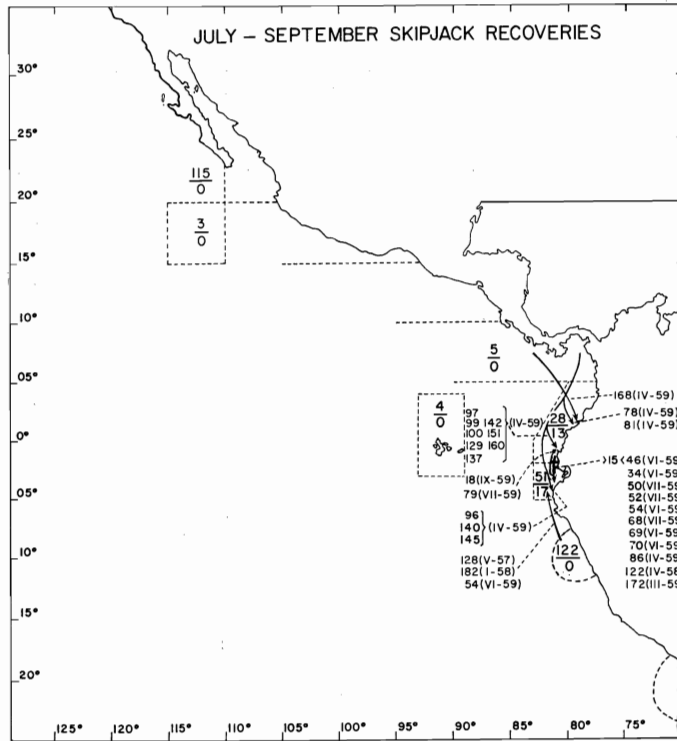 JULY – SEPTEMBER SKIPJACK RECOVERIES
30°
25°
115
0
20°
3
0
15°
10°
5
0
05°
168(IV-59)
4
0
97
99 142
100 151
129 160
137
(IV-59)
28
13
78(IV-59)
81(IV-59)
0°
>15<46(VI-59)
18(IX-59)
79(VII-59)
51
17
34(VI-59)
50(VII-59)
52(VII-59)
54(VI-59)
68(VII-59)
69(VI-59)
70(VI-59)
86(IV-59)
122(IV-58)
172(III-59)
05°
96
140
145
(IV-59)
128(V-57)
182(I-58)
54(VI-59)
122
0
10°
15°
20°
125° 120° 115° 110° 105° 100° 95° 90° 85° 80° 75°